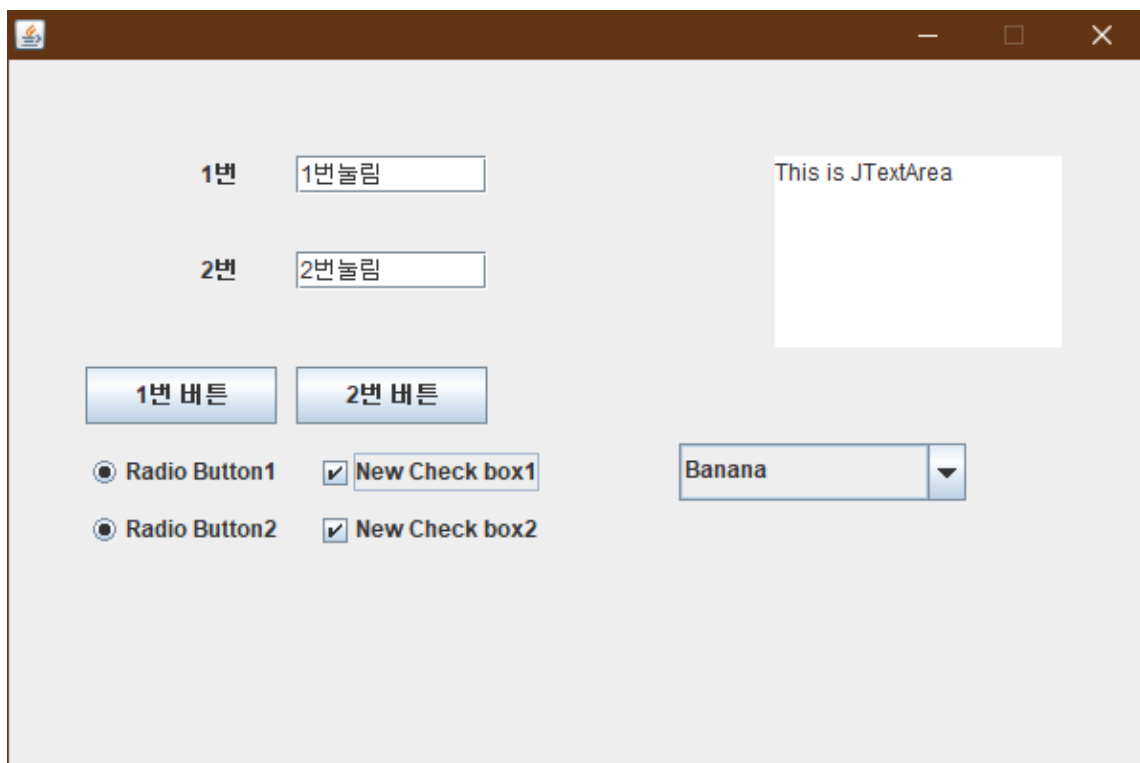 1번 1번눌림
This is JTextArea
2번 2번눌림
1번 버튼 2번 버튼
Radio Button1 New Check box1
Banana
Radio Button2 New Check box2